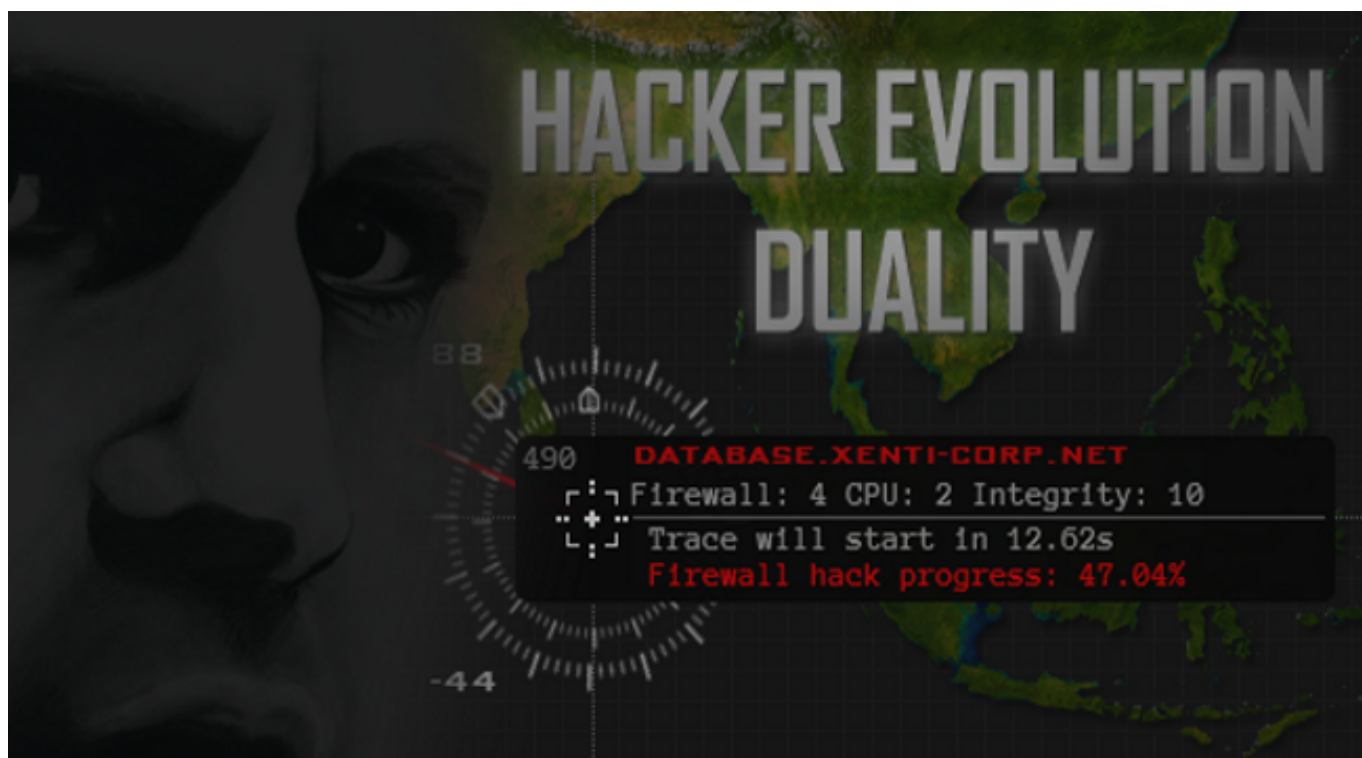 HACKER EVOLUTION
DUALITY
88
490
DATABASE.XENTI-CORP.NET
Firewall: 4 CPU: 2 Integrity: 10
Trace will start in 12.62s
Firewall hack progress: 47.04%
-44